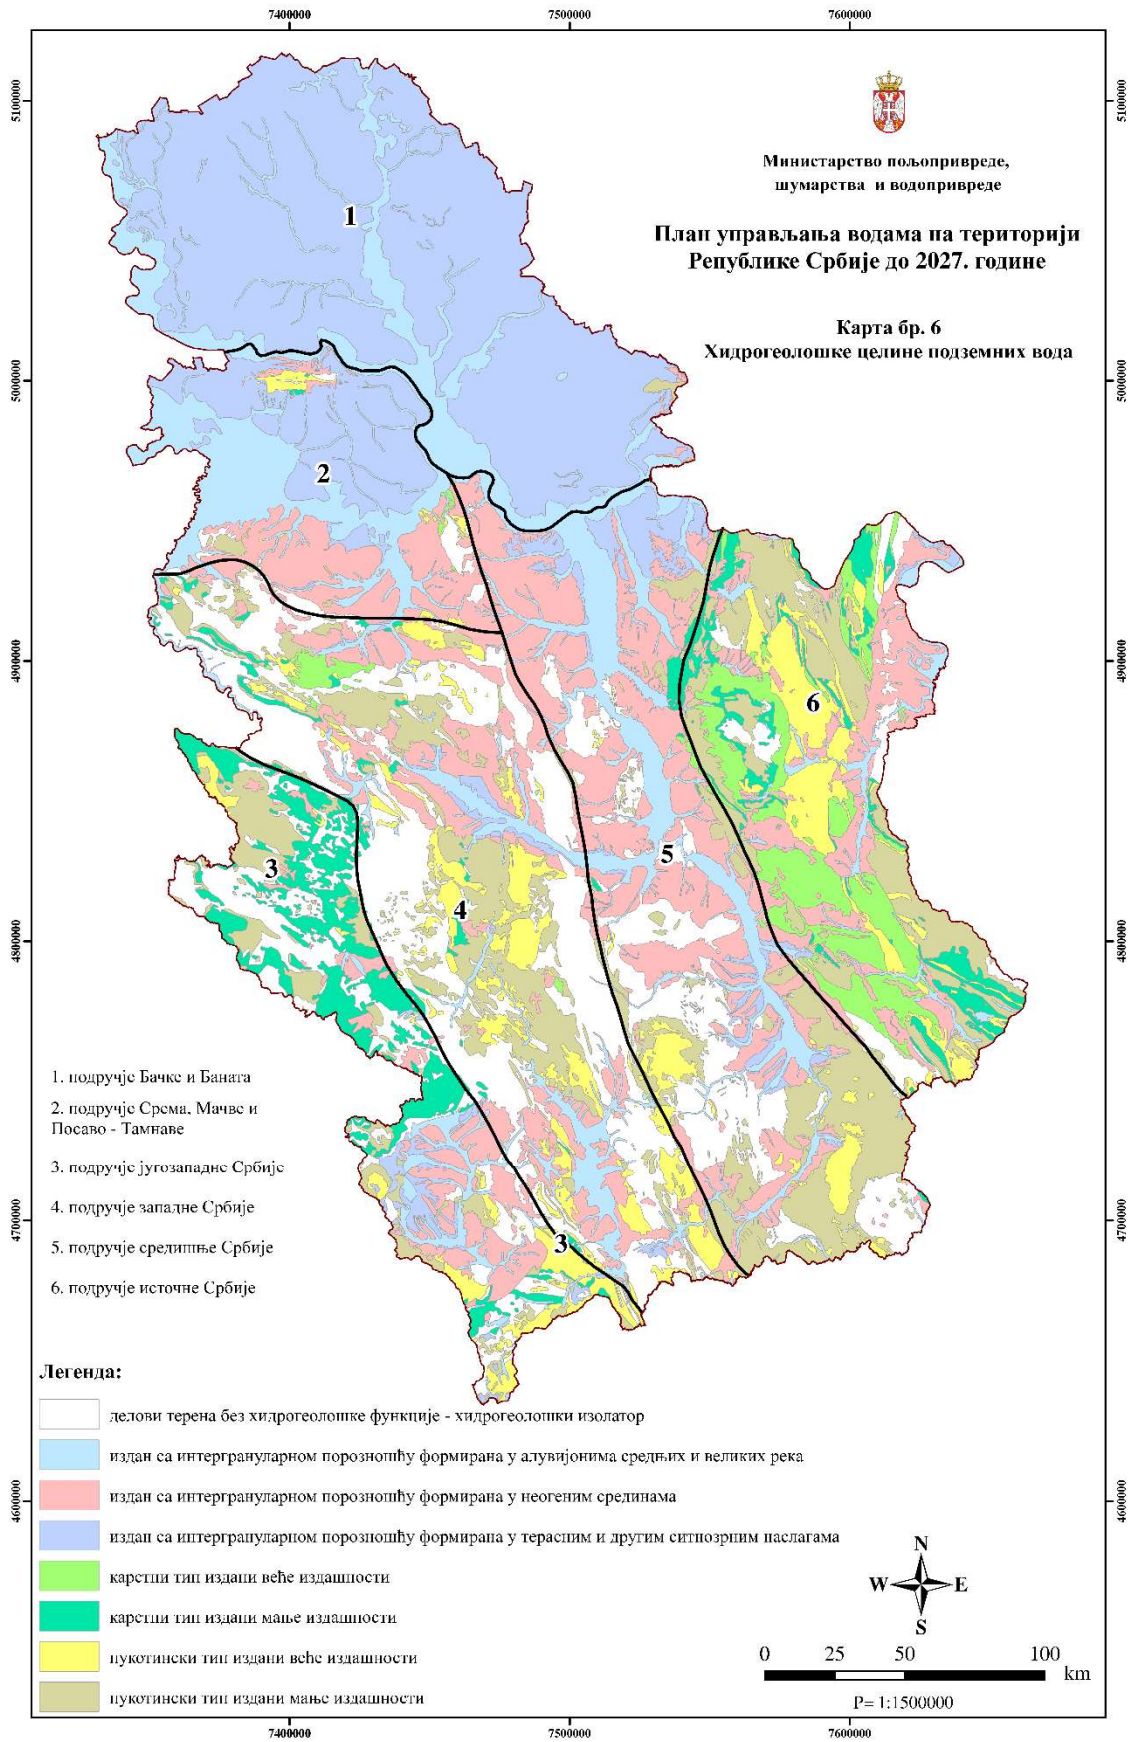 7400000
7500000
7600000
5100000
5100000
Министарство пољопривреде,
шумарства и водопривреде
План управљања водама на територији
Републике Србије до 2027. године
Карта бр. 6
Хидрогеолошке целине подземних вода
1
5000000
5000000
2
4900000
4900000
6
5
3
4
4800000
4800000
1. подручје Бачке и Баната
2. подручје Срема, Мачве и
Посаво - Тамнаве
3. подручје југозападне Србије
4. подручје западне Србије
5. подручје средишње Србије
6. подручје источне Србије
4700000
4700000
3
Легенда:
делови терена без хидрогеолошке функције - хидрогеолошки изолатор
издан са интергрануларном порозношћу формирана у алувијонима средњих и великих река
издан са интергрануларном порозношћу формирана у неогеним срединама
издан са интергрануларном порозношћу формирана у терасним и другим ситнозрним наслагама
карстни тип издани веће издашности
карстни тип издани мање издашности
пукотински тип издани веће издашности
пукотински тип издани мање издашности
4600000
4600000
N
W E
S
0 25 50 100
km
Р= 1:1500000
7400000
7500000
7600000